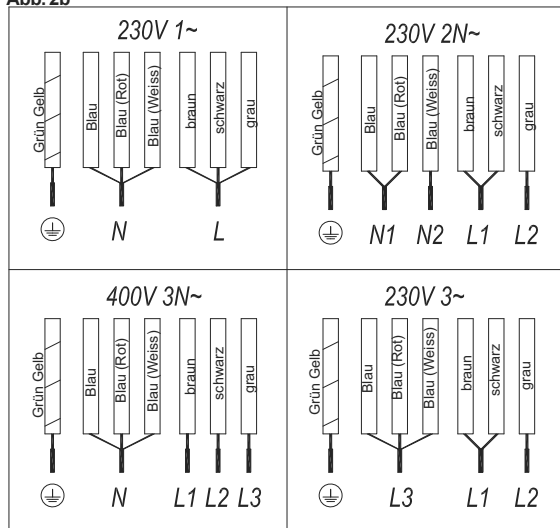 Abb. 2b
230V 1~
Grün Gelb
Blau
Blau (Rot)
Blau (Weiss)
braun
schwarz
grau
N L
230V 2N~
Grün Gelb
Blau
Blau (Rot)
Blau (Weiss)
braun
schwarz
grau
N1 N2 L1 L2
400V 3N~
Grün Gelb
Blau
Blau (Rot)
Blau (Weiss)
braun
schwarz
grau
N L1 L2 L3
230V 3~
Grün Gelb
Blau
Blau (Rot)
Blau (Weiss)
braun
schwarz
grau
L3 L1 L2